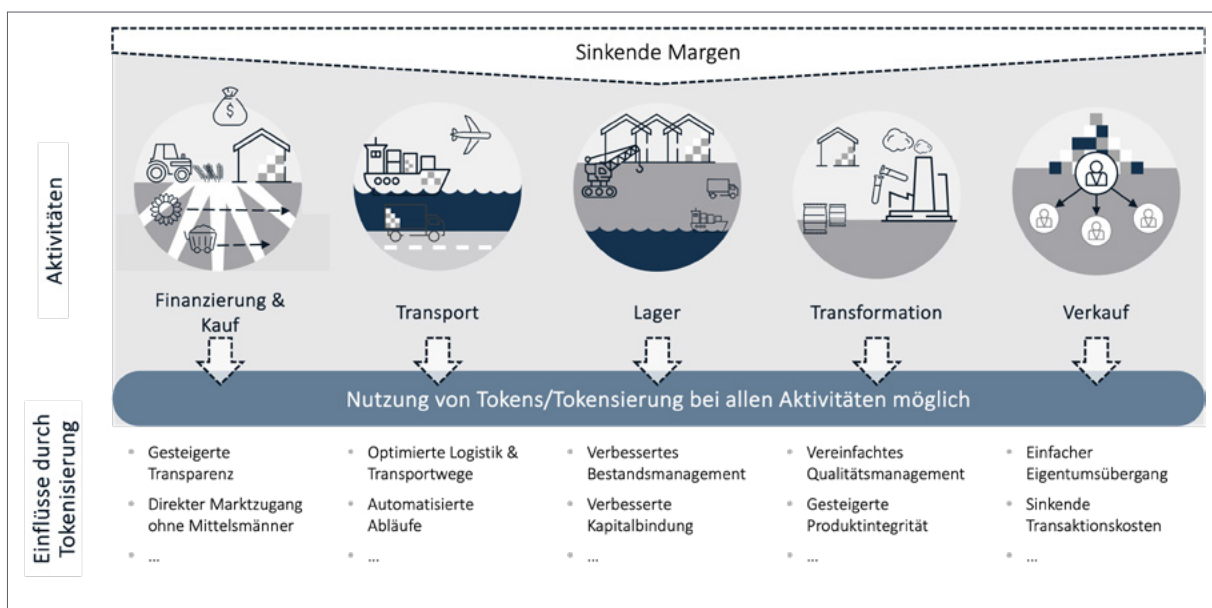 Sinkende Margen
Aktivitäten
$
Finanzierung &
Kauf
Transport
Lager
Transformation
Verkauf
Nutzung von Tokens/Tokensierung bei allen Aktivitäten möglich
Einflüsse durch
Tokenisierung
• Gesteigerte
Transparenz
• Direkter Marktzugang
ohne Mittelsmänner
• ...
• Optimierte Logistik &
Transportwege
• Automatisierte
Abläufe
• ...
• Verbessertes
Bestandsmanagement
• Verbesserte
Kapitalbindung
• ...
• Vereinfachtes
Qualitätsmanagement
• Gesteigerte
Produktintegrität
• ...
• Einfacher
Eigentumsübergang
• Sinkende
Transaktionskosten
• ...